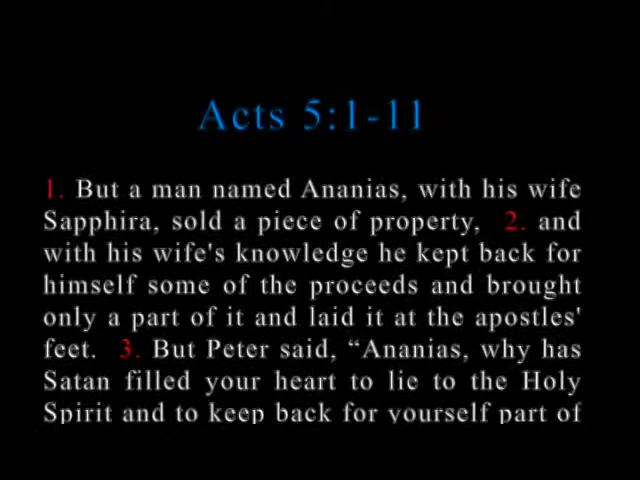 Acts 5:1-11
1. But a man named Ananias, with his wife
Sapphira, sold a piece of property, 2. and
with his wife's knowledge he kept back for
himself some of the proceeds and brought
only a part of it and laid it at the apostles'
feet. 3. But Peter said, “Ananias, why has
Satan filled your heart to lie to the Holy
Spirit and to keep back for yourself part of